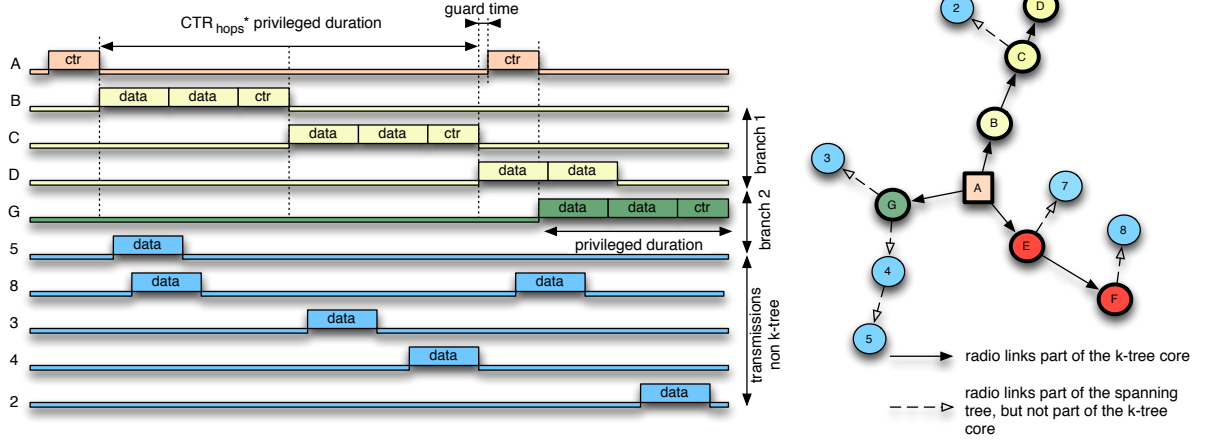 guard time
CTR hops* privileged duration
A
ctr
ctr
B
data
data
ctr
C
data
data
ctr
D
data
data
G
data
data
ctr
privileged duration
5
data
8
data
data
3
data
4
data
2
data
branch 1
branch 2
transmissions
non k-tree
2
D
C
B
3
A
7
G
E
8
4
F
5
radio links part of the k-tree core
radio links part of the spanning
tree, but not part of the k-tree
core